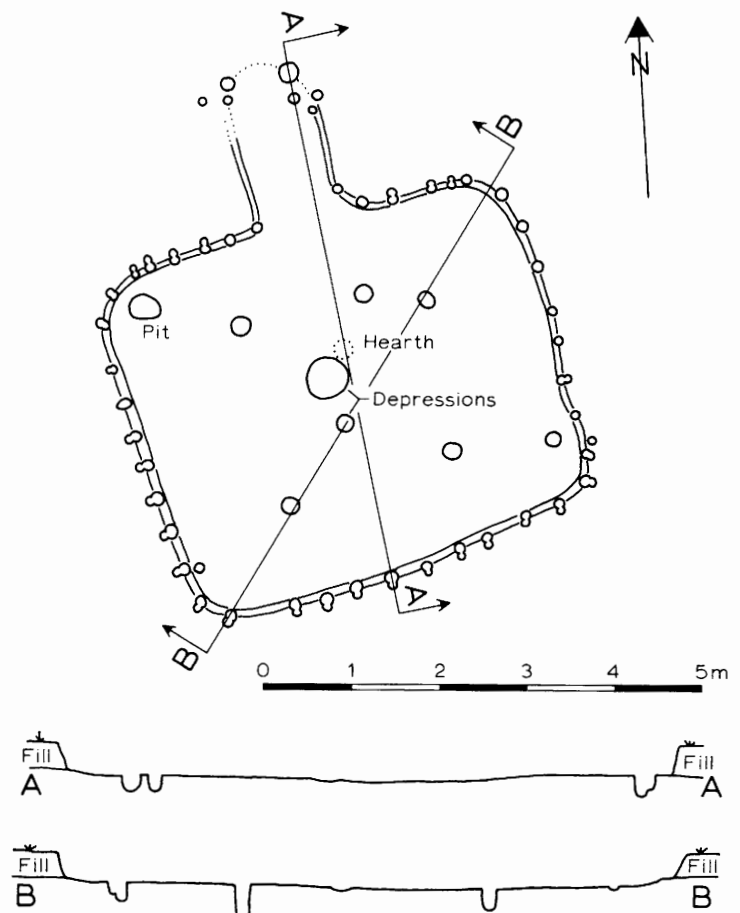 A
N
B
Pit
Hearth
Depressions
A
B
0 1 2 3 4 5m
Fill Fill
A A
Fill Fill
B B